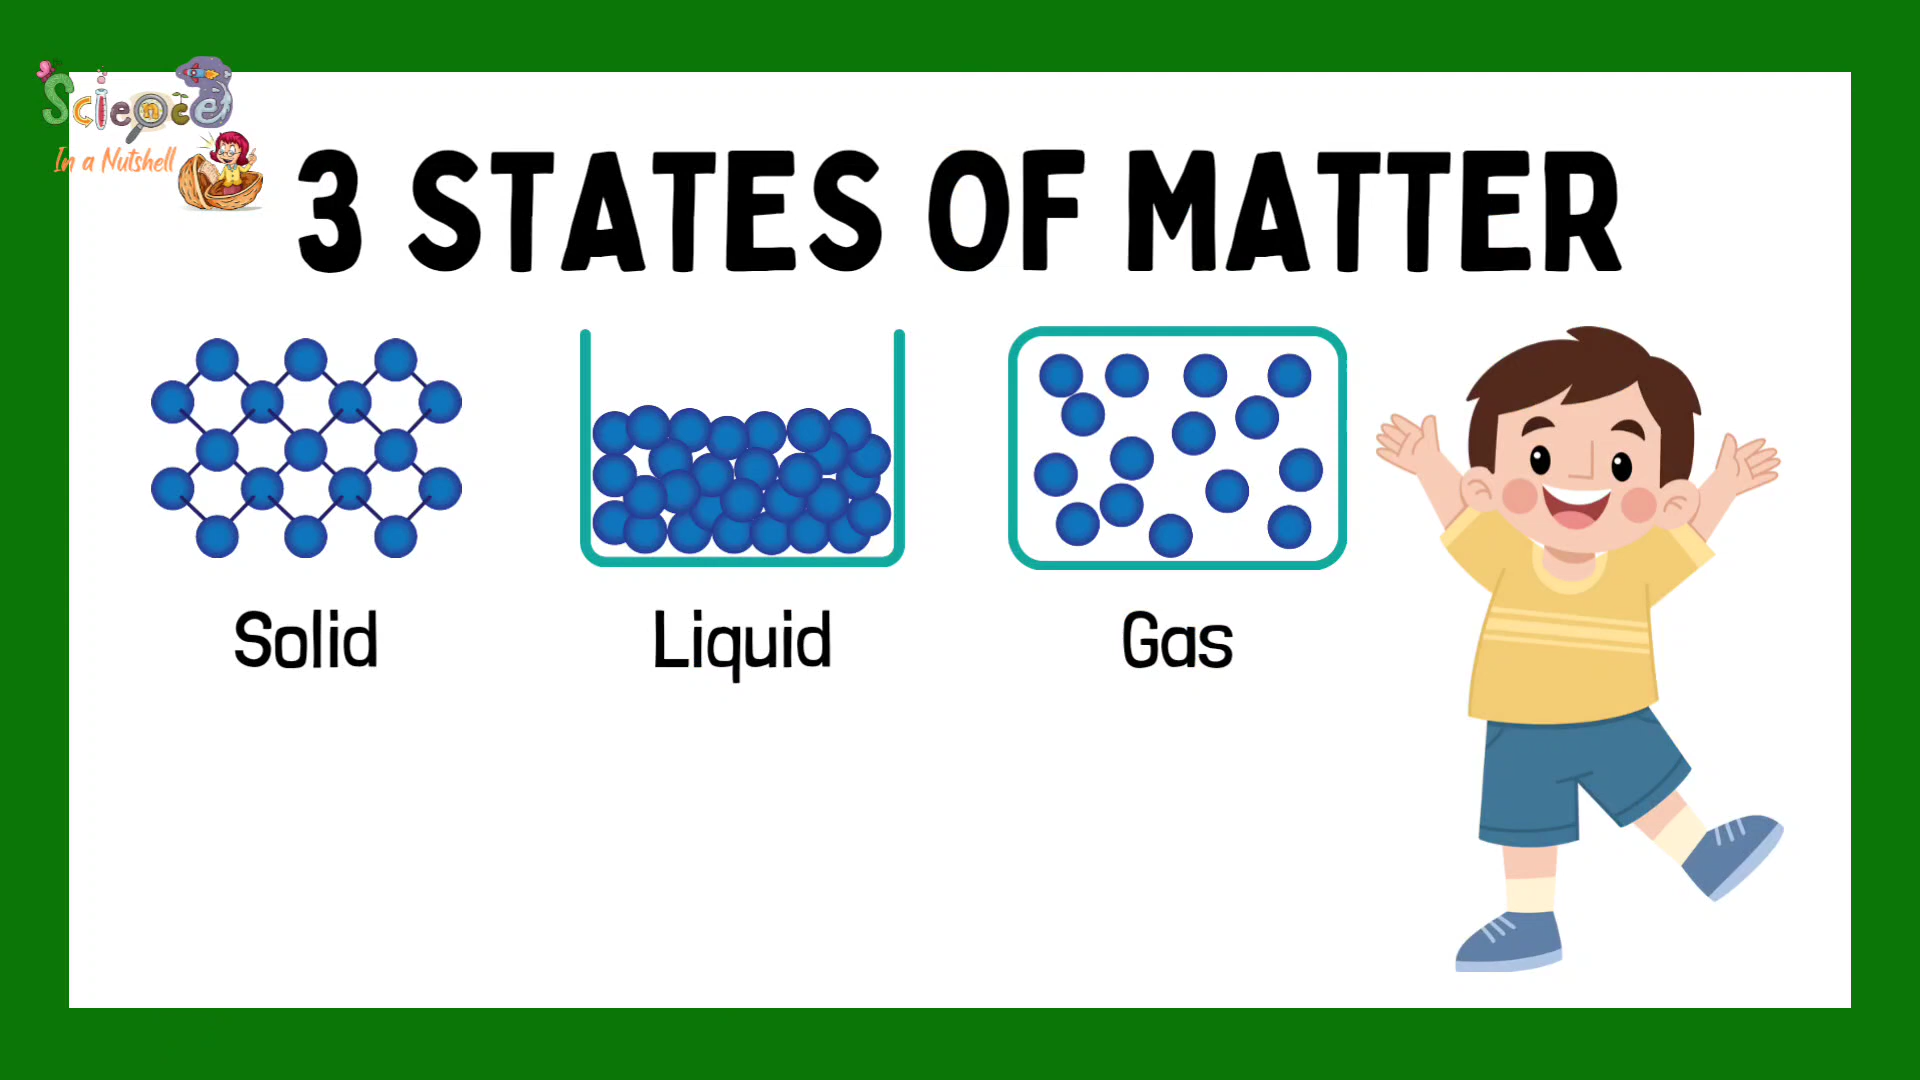 Science
In a Nutshell
3 STATES OF MATTER
Solid
Liquid
Gas